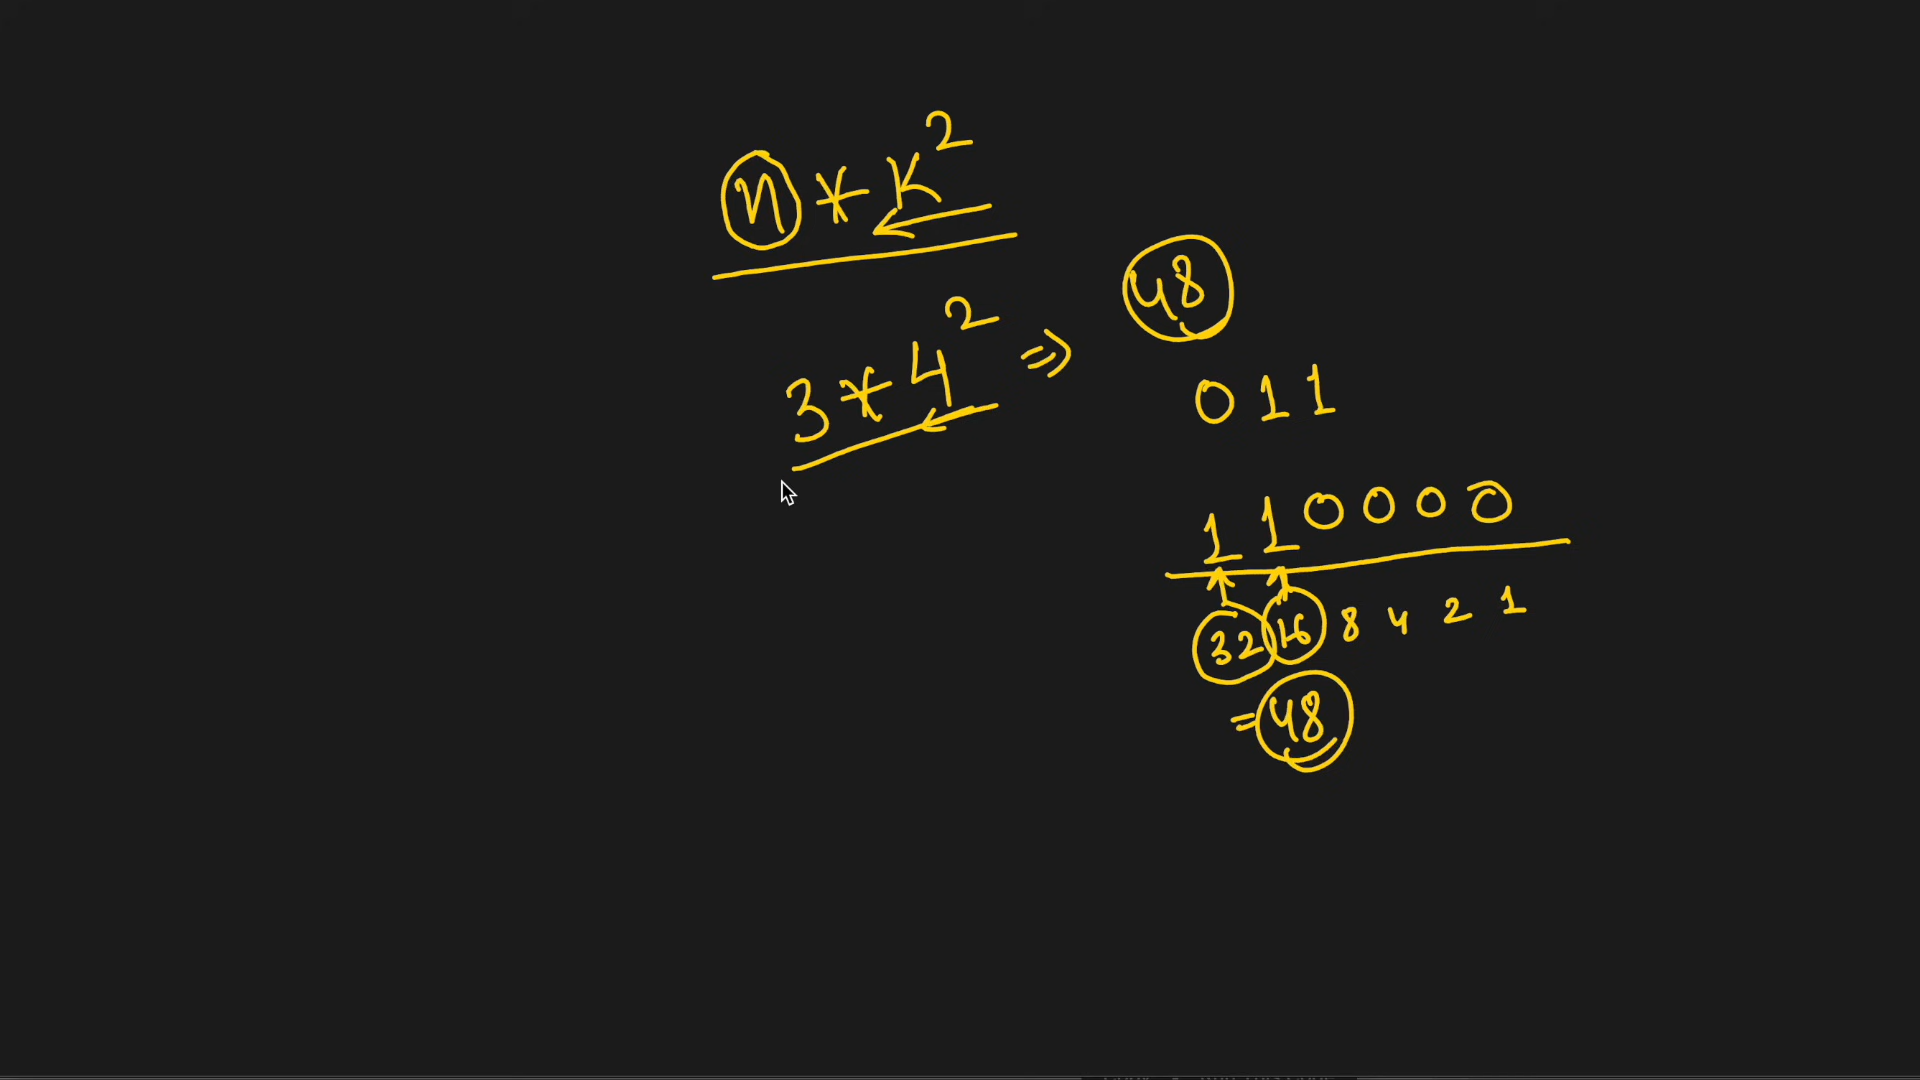 n * K²
3 * 4² ⇒ 48
0 1 1
1 1 0 0 0 0
32 16 8 4 2 1
= 48